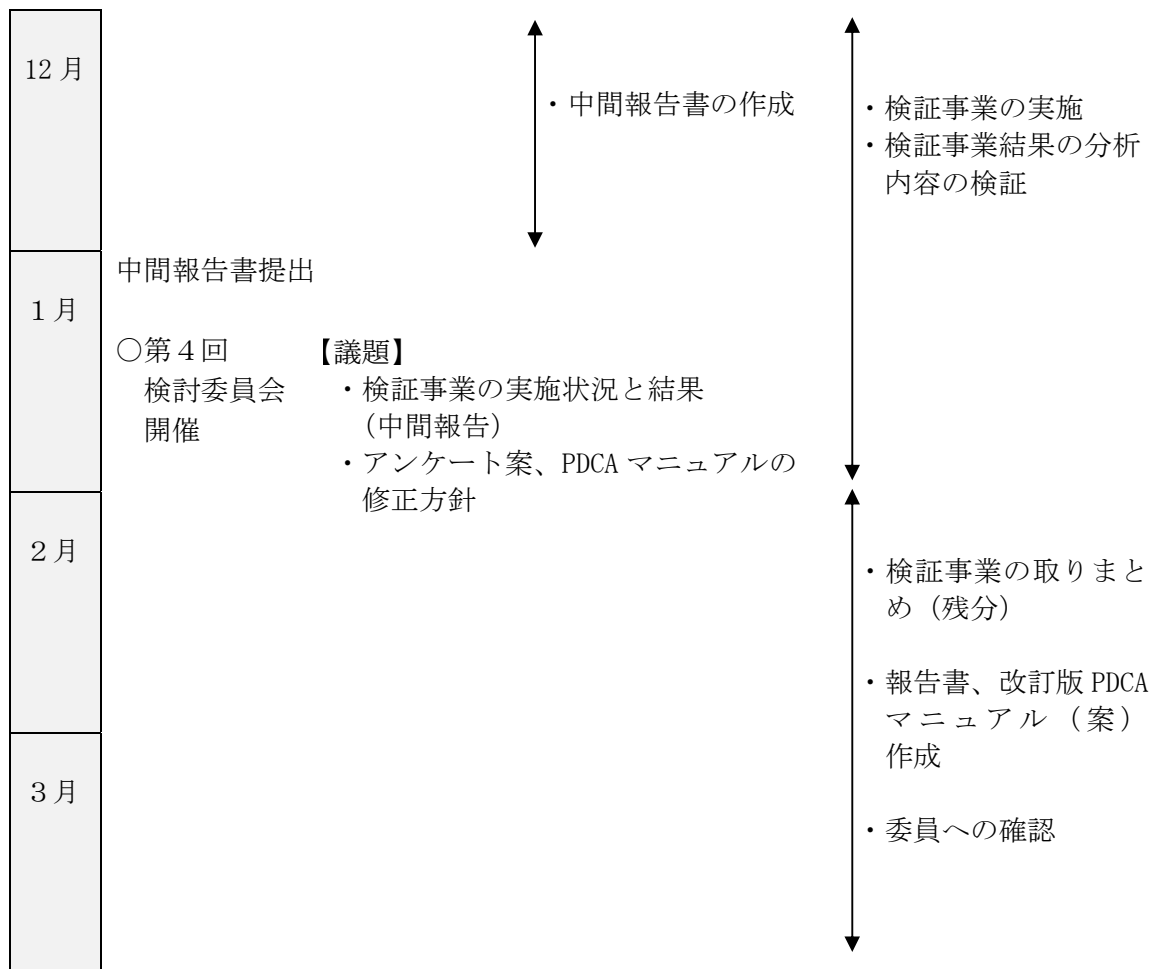 12月
・中間報告書の作成
・検証事業の実施
・検証事業結果の分析
内容の検証
中間報告書提出
１月
○第４回
検討委員会
開催
【議題】
・検証事業の実施状況と結果
（中間報告）
・アンケート案、PDCAマニュアルの
修正方針
２月
・検証事業の取りまと
め（残分）
・報告書、改訂版PDCA
マニュアル（案）
作成
３月
・委員への確認